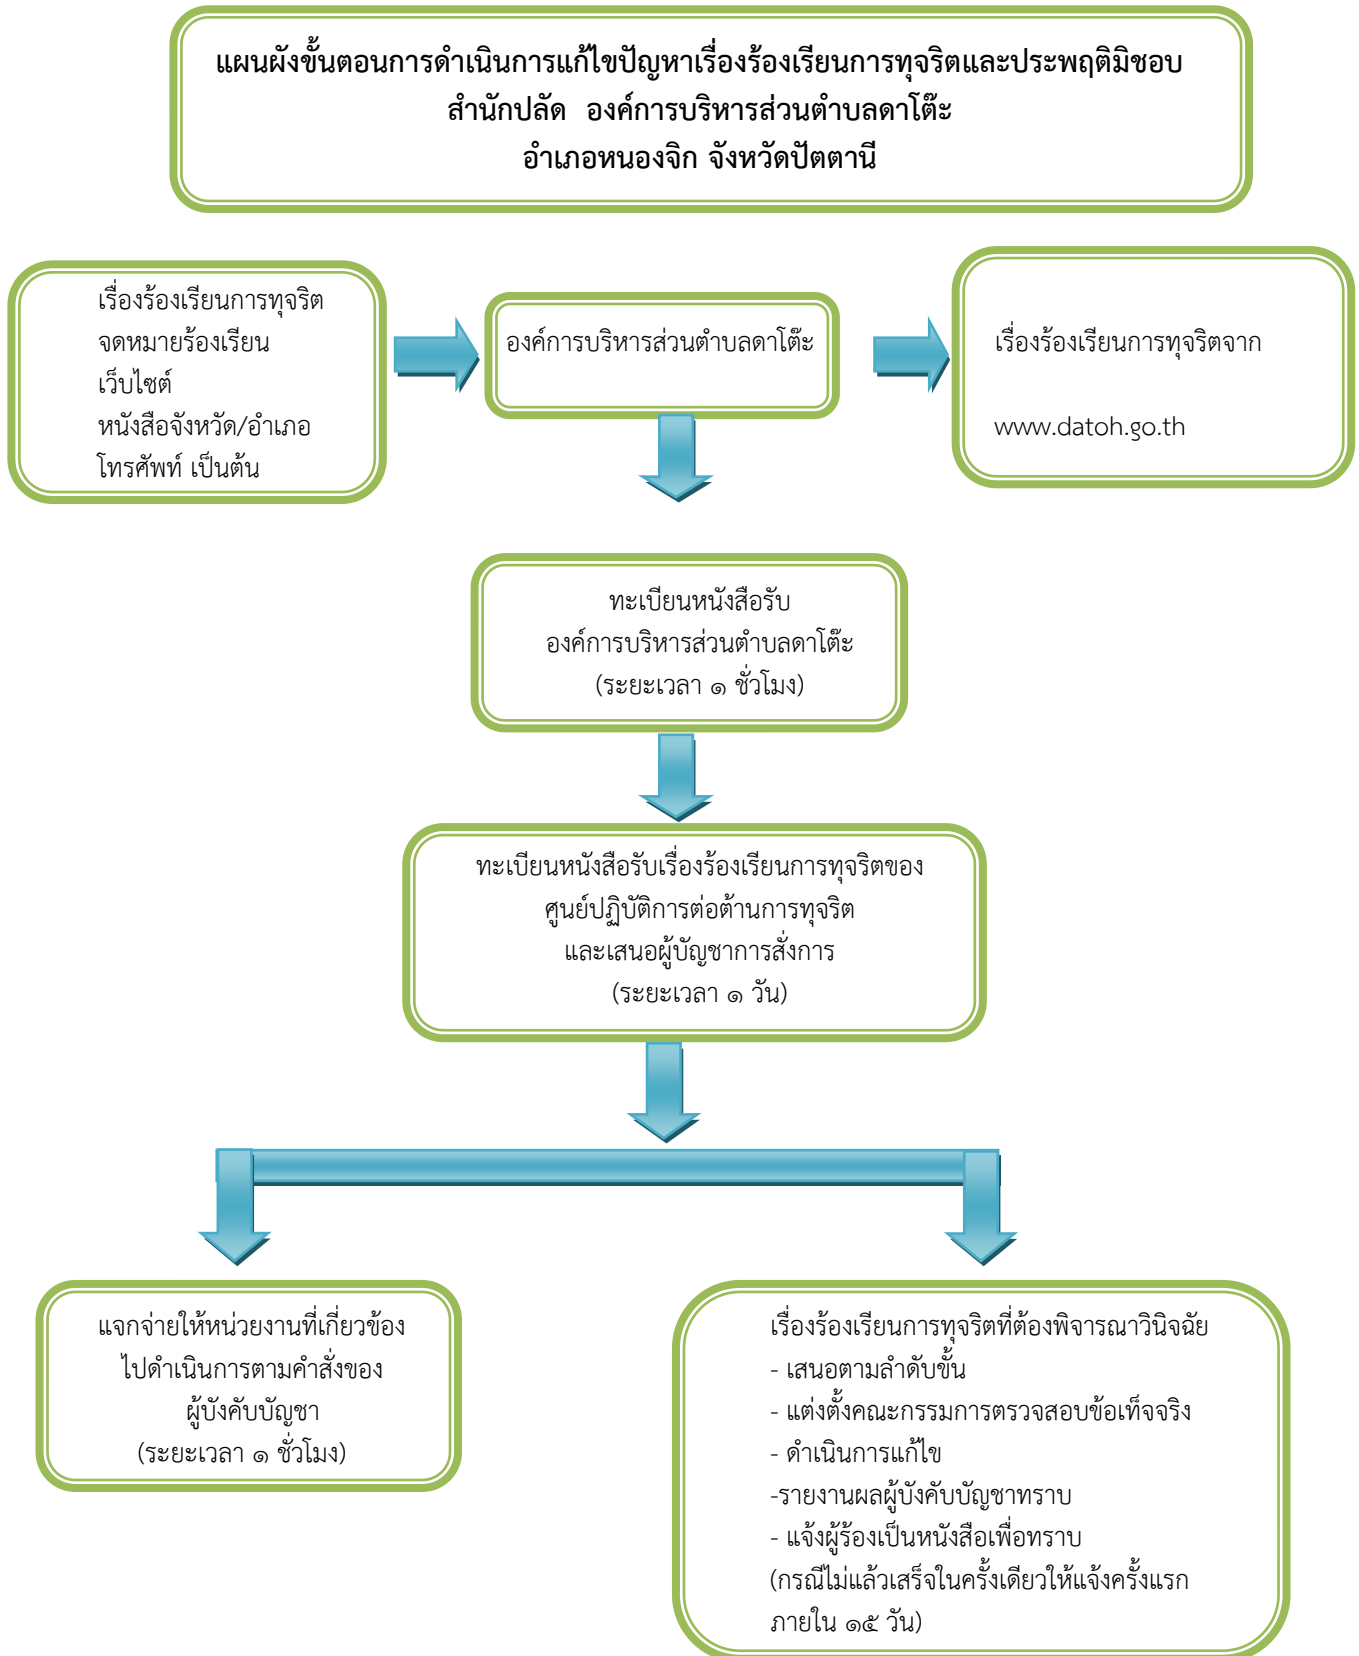 แผนผังขั้นตอนการดำเนินการแก้ไขปัญหาเรื่องร้องเรียนการทุจริตและประพฤติมิชอบ
สำนักปลัด องค์การบริหารส่วนตำบลดาโต๊ะ
อำเภอหนองจิก จังหวัดปัตตานี
เรื่องร้องเรียนการทุจริต
จดหมายร้องเรียน
เว็บไซต์
หนังสือจังหวัด/อำเภอ
โทรศัพท์ เป็นต้น
องค์การบริหารส่วนตำบลดาโต๊ะ
เรื่องร้องเรียนการทุจริตจาก
www.datoh.go.th
ทะเบียนหนังสือรับ
องค์การบริหารส่วนตำบลดาโต๊ะ
(ระยะเวลา ๑ ชั่วโมง)
ทะเบียนหนังสือรับเรื่องร้องเรียนการทุจริตของ
ศูนย์ปฏิบัติการต่อต้านการทุจริต
และเสนอผู้บัญชาการสั่งการ
(ระยะเวลา ๑ วัน)
แจกจ่ายให้หน่วยงานที่เกี่ยวข้อง
ไปดำเนินการตามคำสั่งของ
ผู้บังคับบัญชา
(ระยะเวลา ๑ ชั่วโมง)
เรื่องร้องเรียนการทุจริตที่ต้องพิจารณาวินิจฉัย
- เสนอตามลำดับขั้น
- แต่งตั้งคณะกรรมการตรวจสอบข้อเท็จจริง
- ดำเนินการแก้ไข
-รายงานผลผู้บังคับบัญชาทราบ
- แจ้งผู้ร้องเป็นหนังสือเพื่อทราบ
(กรณีไม่แล้วเสร็จในครั้งเดียวให้แจ้งครั้งแรก
ภายใน ๑๕ วัน)